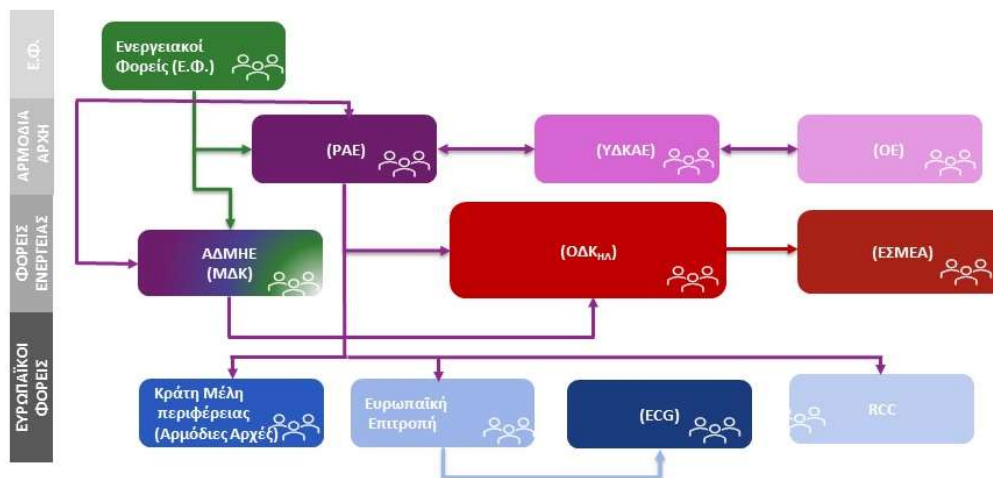 Ε.Φ.
Ενεργειακοί
Φορείς (Ε.Φ.)
ΑΡΜΟΔΙΑ
ΑΡΧΗ
(ΡΑΕ)
(ΥΔΚΑΕ)
(ΟΕ)
ΦΟΡΕΙΣ
ΕΝΕΡΓΕΙΑΣ
ΑΔΜΗΕ
(ΜΔΚ)
(ΟΔΚΗΛ)
(ΕΣΜΕΑ)
ΕΥΡΩΠΑΪΚΟΙ
ΦΟΡΕΙΣ
Κράτη Μέλη
περιφέρειας
(Αρμόδιες Αρχές)
Ευρωπαϊκή
Επιτροπή
(ECG)
RCC